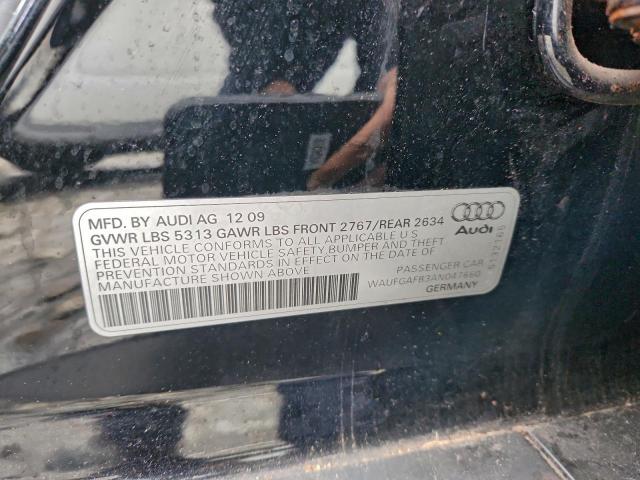 MFD. BY AUDI AG 12 09
GVWR LBS 5313 GAWR LBS FRONT 2767/REAR 2634
THIS VEHICLE CONFORMS TO ALL APPLICABLE U S
FEDERAL MOTOR VEHICLE SAFETY BUMPER AND THEFT
PREVENTION STANDARDS IN EFFECT ON THE DATE OF
MANUFACTURE SHOWN ABOVE
Audi
PASSENGER CAR
WAUFGAFB3AN047660
GERMANY